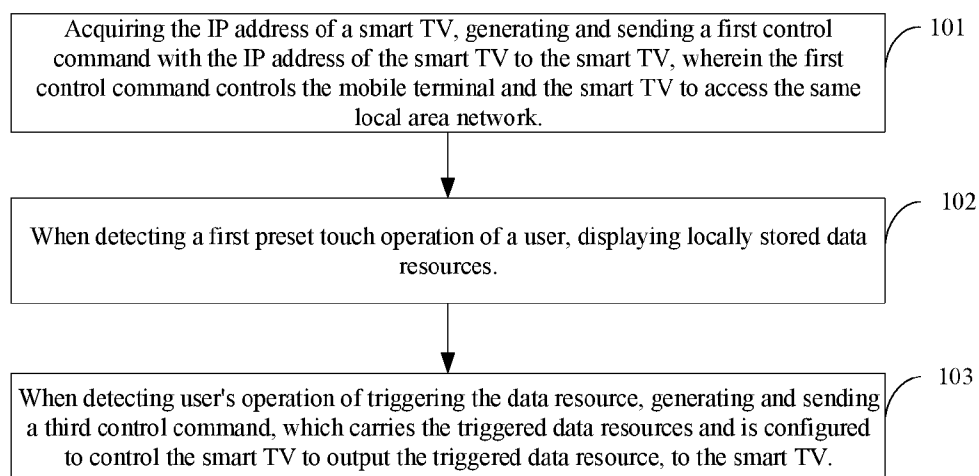 Acquiring the IP address of a smart TV, generating and sending a first control
command with the IP address of the smart TV to the smart TV, wherein the first
control command controls the mobile terminal and the smart TV to access the same
local area network.
101
When detecting a first preset touch operation of a user, displaying locally stored data
resources.
102
When detecting user's operation of triggering the data resource, generating and sending
a third control command, which carries the triggered data resources and is configured
to control the smart TV to output the triggered data resource, to the smart TV.
103